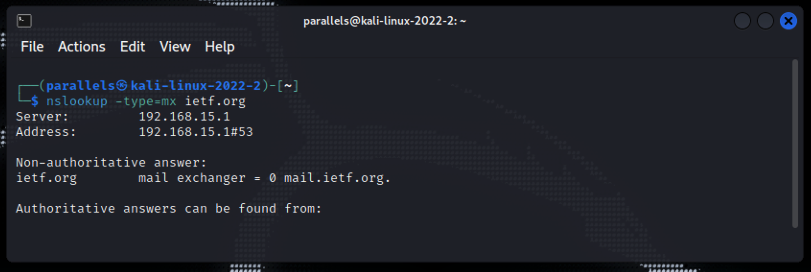 parallels@kali-linux-2022-2: ~
File Actions Edit View Help
┌──(parallels㉿kali-linux-2022-2)-[~]
└─$ nslookup -type=mx ietf.org
Server: 192.168.15.1
Address: 192.168.15.1#53
Non-authoritative answer:
ietf.org mail exchanger = 0 mail.ietf.org.
Authoritative answers can be found from: